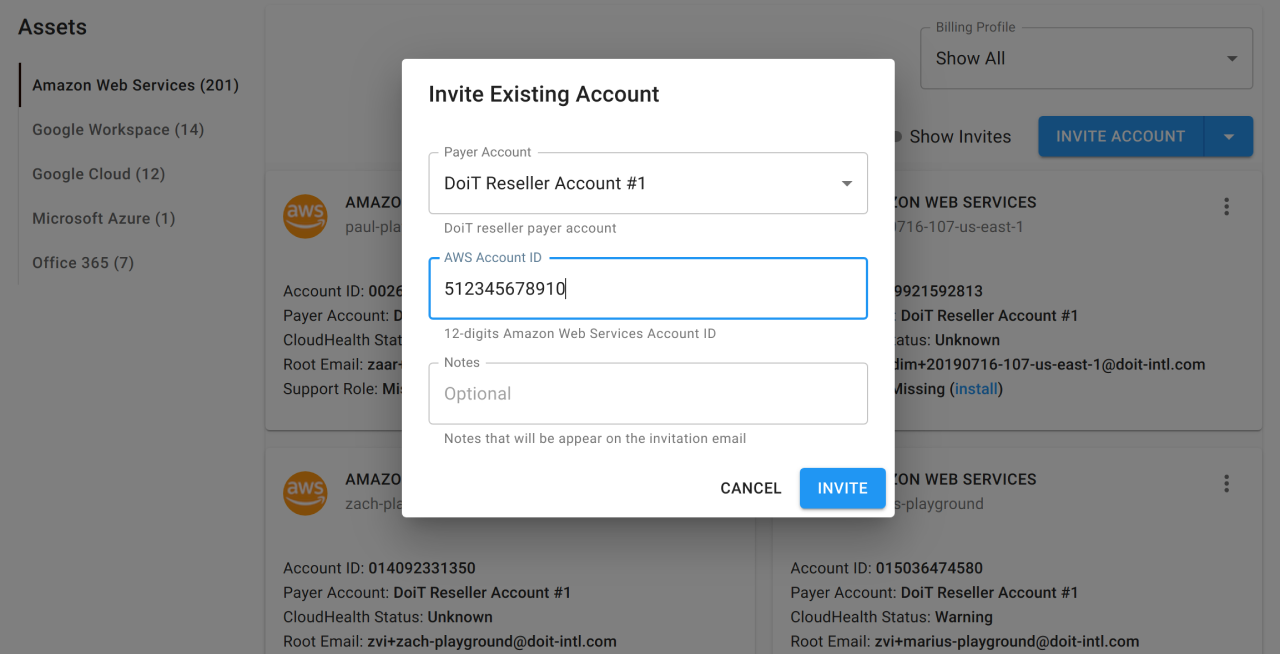 Assets
Amazon Web Services (201)
Google Workspace (14)
Google Cloud (12)
Microsoft Azure (1)
Office 365 (7)
Billing Profile
Show All
Show Invites
INVITE ACCOUNT
Invite Existing Account
Payer Account
DoiT Reseller Account #1
DoiT reseller payer account
AWS Account ID
512345678910
12-digits Amazon Web Services Account ID
Notes
Optional
Notes that will be appear on the invitation email
CANCEL
INVITE
aws
AMAZO
paul-pla
Account ID: 0026
Payer Account: D
CloudHealth Stat
Root Email: zaar+
Support Role: Mis
ZON WEB SERVICES
0716-107-us-east-1
9921592813
: DoiT Reseller Account #1
atus: Unknown
dim+20190716-107-us-east-1@doit-intl.com
Missing (install)
aws
AMAZO
zach-pla
Account ID: 014092331350
Payer Account: DoiT Reseller Account #1
CloudHealth Status: Unknown
Root Email: zvi+zach-playground@doit-intl.com
ZON WEB SERVICES
s-playground
Account ID: 015036474580
Payer Account: DoiT Reseller Account #1
CloudHealth Status: Warning
Root Email: zvi+marius-playground@doit-intl.com